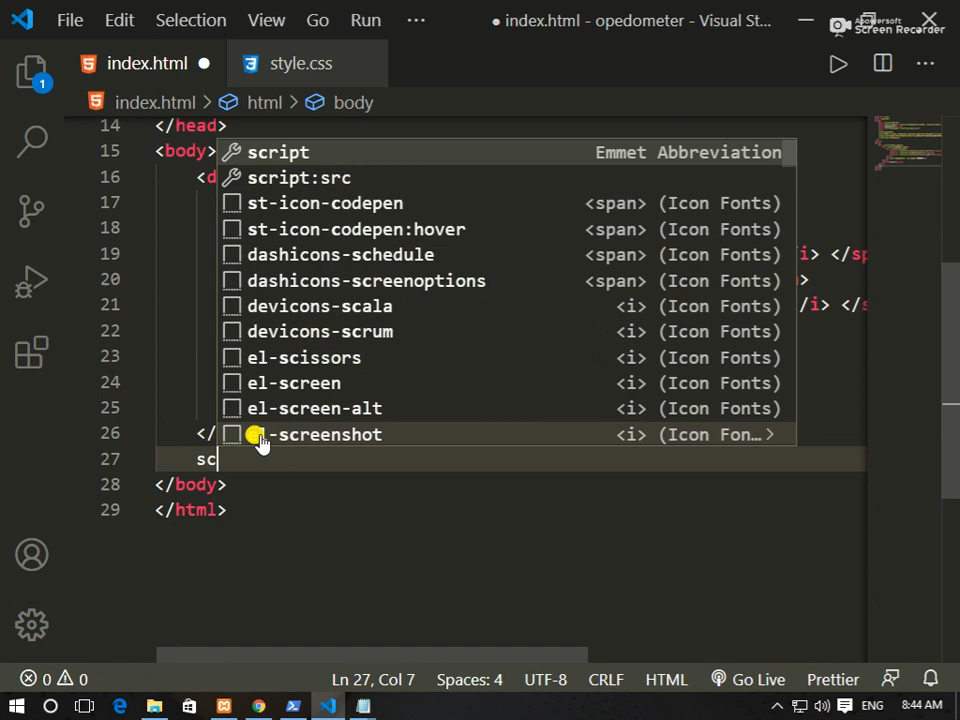 File Edit Selection View Go Run ··· ● index.html - opedometer - Visual St...
Apowersoft
Screen Recorder
index.html ● style.css
index.html > html > body
14 </head>
15 <body>
script Emmet Abbreviation
16 <d
script:src
17
st-icon-codepen <span> (Icon Fonts)
18
st-icon-codepen:hover <span> (Icon Fonts)
19
dashicons-schedule <span> (Icon Fonts)
i> </sp
20
dashicons-screenoptions <span> (Icon Fonts)
>
21
devicons-scala <i> (Icon Fonts)
/i> </s
22
devicons-scrum <i> (Icon Fonts)
23
el-scissors <i> (Icon Fonts)
24
el-screen <i> (Icon Fonts)
25
el-screen-alt <i> (Icon Fonts)
26 </
-screenshot <i> (Icon Fon...>
27 sc
28 </body>
29 </html>
1
0 0 Ln 27, Col 7 Spaces: 4 UTF-8 CRLF HTML Go Live Prettier
ENG 8:44 AM